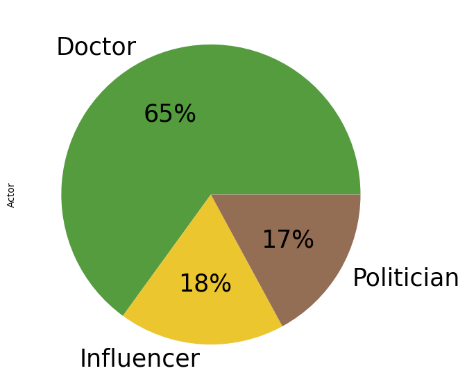 Doctor
65%
Actor
17%
Politician
18%
Influencer